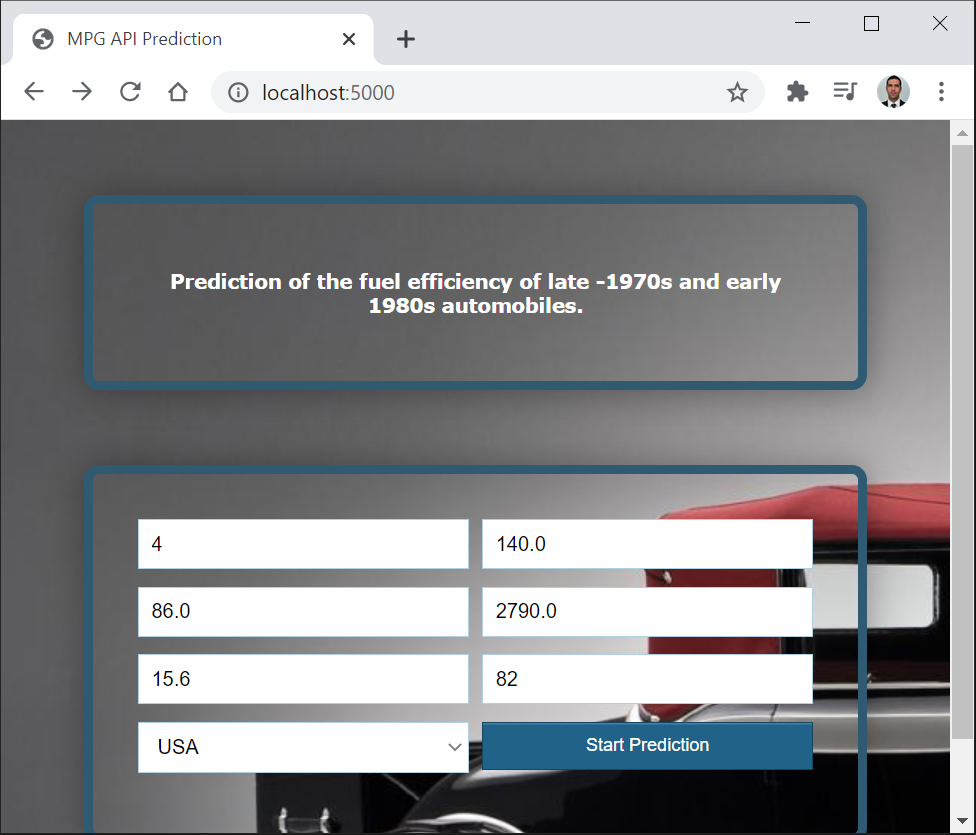 MPG API Prediction
localhost:5000
Prediction of the fuel efficiency of late -1970s and early
1980s automobiles.
4 140.0
86.0 2790.0
15.6 82
USA Start Prediction